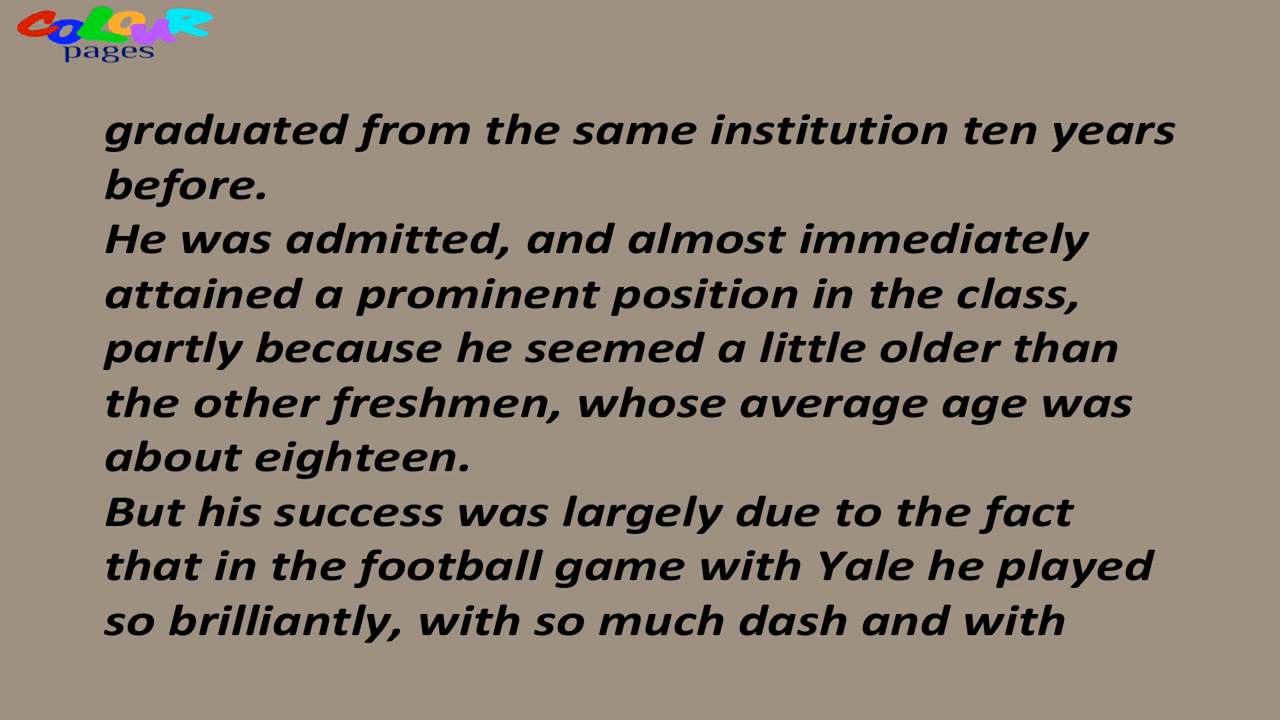 COLOUR
pages
graduated from the same institution ten years
before.
He was admitted, and almost immediately
attained a prominent position in the class,
partly because he seemed a little older than
the other freshmen, whose average age was
about eighteen.
But his success was largely due to the fact
that in the football game with Yale he played
so brilliantly, with so much dash and with